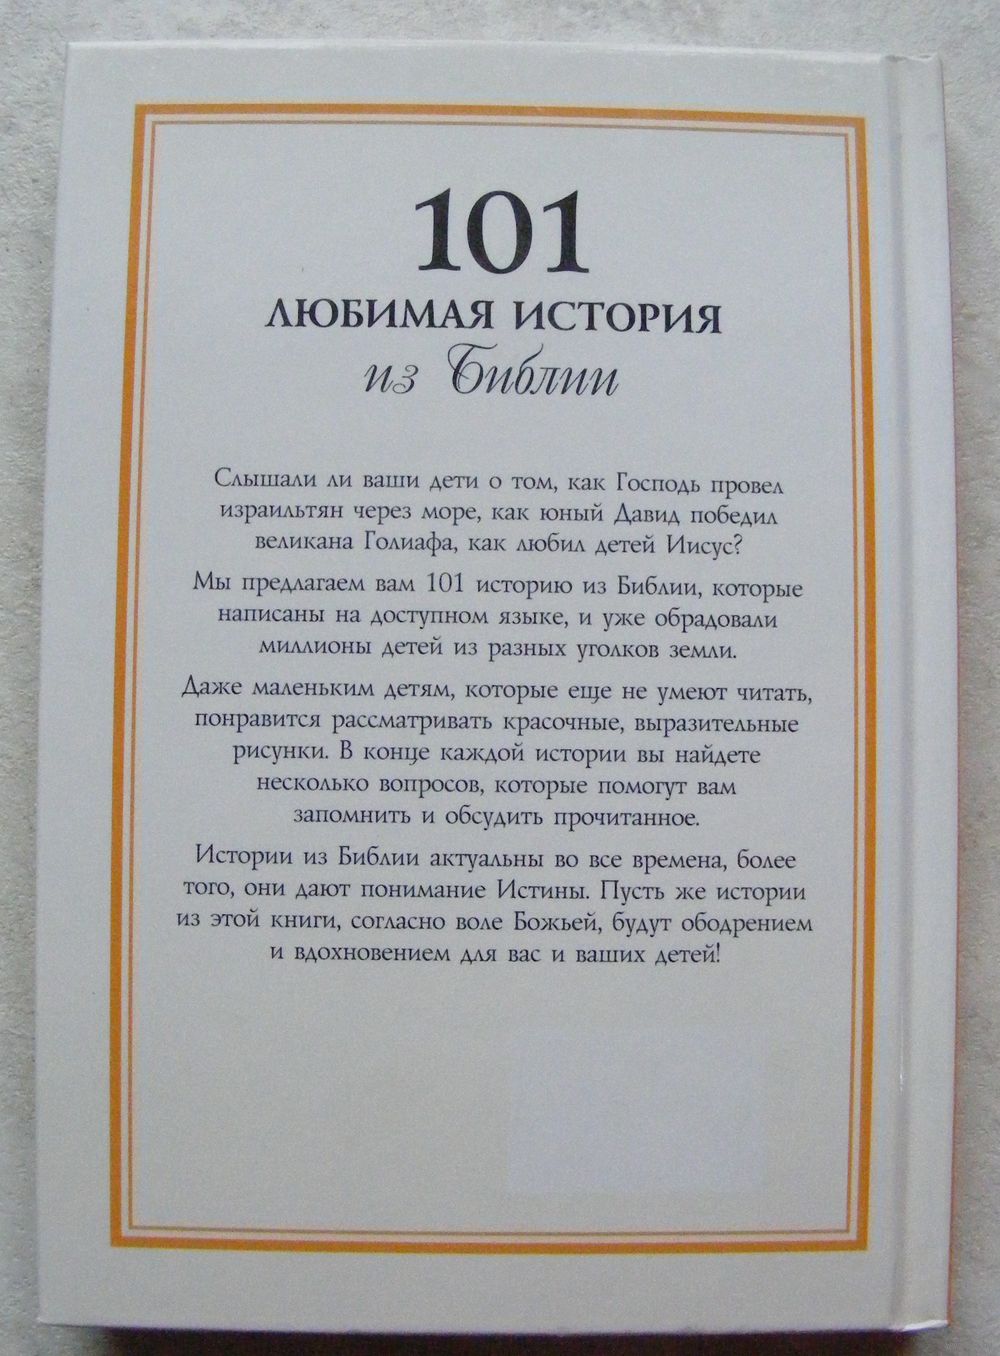 101
ЛЮБИМАЯ ИСТОРИЯ
из Библии
Слышали ли ваши дети о том, как Господь провел
израильтян через море, как юный Давид победил
великана Голиафа, как любил детей Иисус?
Мы предлагаем вам 101 историю из Библии, которые
написаны на доступном языке, и уже обрадовали
миллионы детей из разных уголков земли.
Даже маленьким детям, которые еще не умеют читать,
понравится рассматривать красочные, выразительные
рисунки. В конце каждой истории вы найдете
несколько вопросов, которые помогут вам
запомнить и обсудить прочитанное.
Истории из Библии актуальны во все времена, более
того, они дают понимание Истины. Пусть же истории
из этой книги, согласно воле Божьей, будут ободрением
и вдохновением для вас и ваших детей!